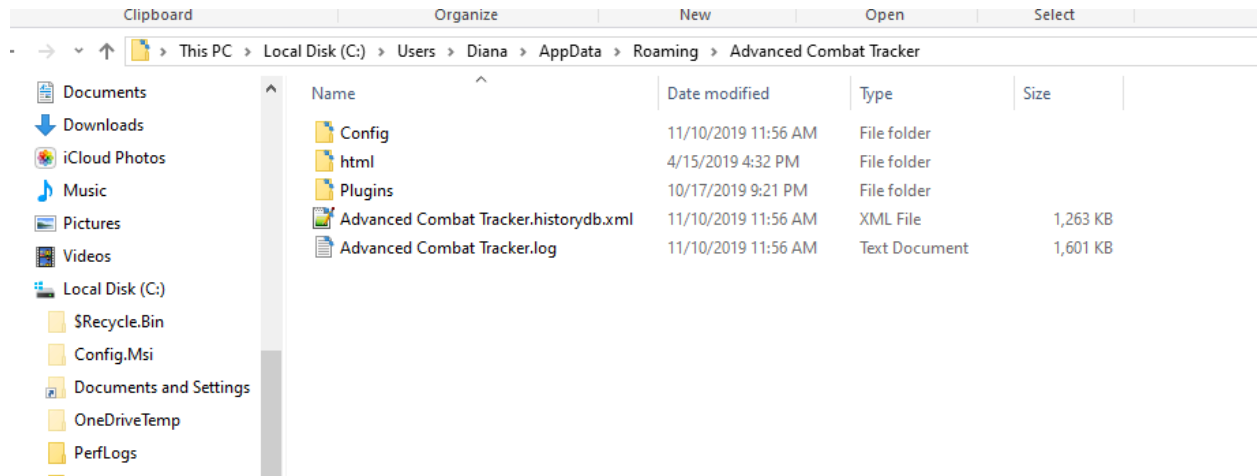 Clipboard Organize New Open Select
This PC > Local Disk (C:) > Users > Diana > AppData > Roaming > Advanced Combat Tracker
Documents
Downloads
iCloud Photos
Music
Pictures
Videos
Local Disk (C:)
$Recycle.Bin
Config.Msi
Documents and Settings
OneDriveTemp
PerfLogs
Name Date modified Type Size
Config 11/10/2019 11:56 AM File folder
html 4/15/2019 4:32 PM File folder
Plugins 10/17/2019 9:21 PM File folder
Advanced Combat Tracker.historydb.xml 11/10/2019 11:56 AM XML File 1,263 KB
Advanced Combat Tracker.log 11/10/2019 11:56 AM Text Document 1,601 KB